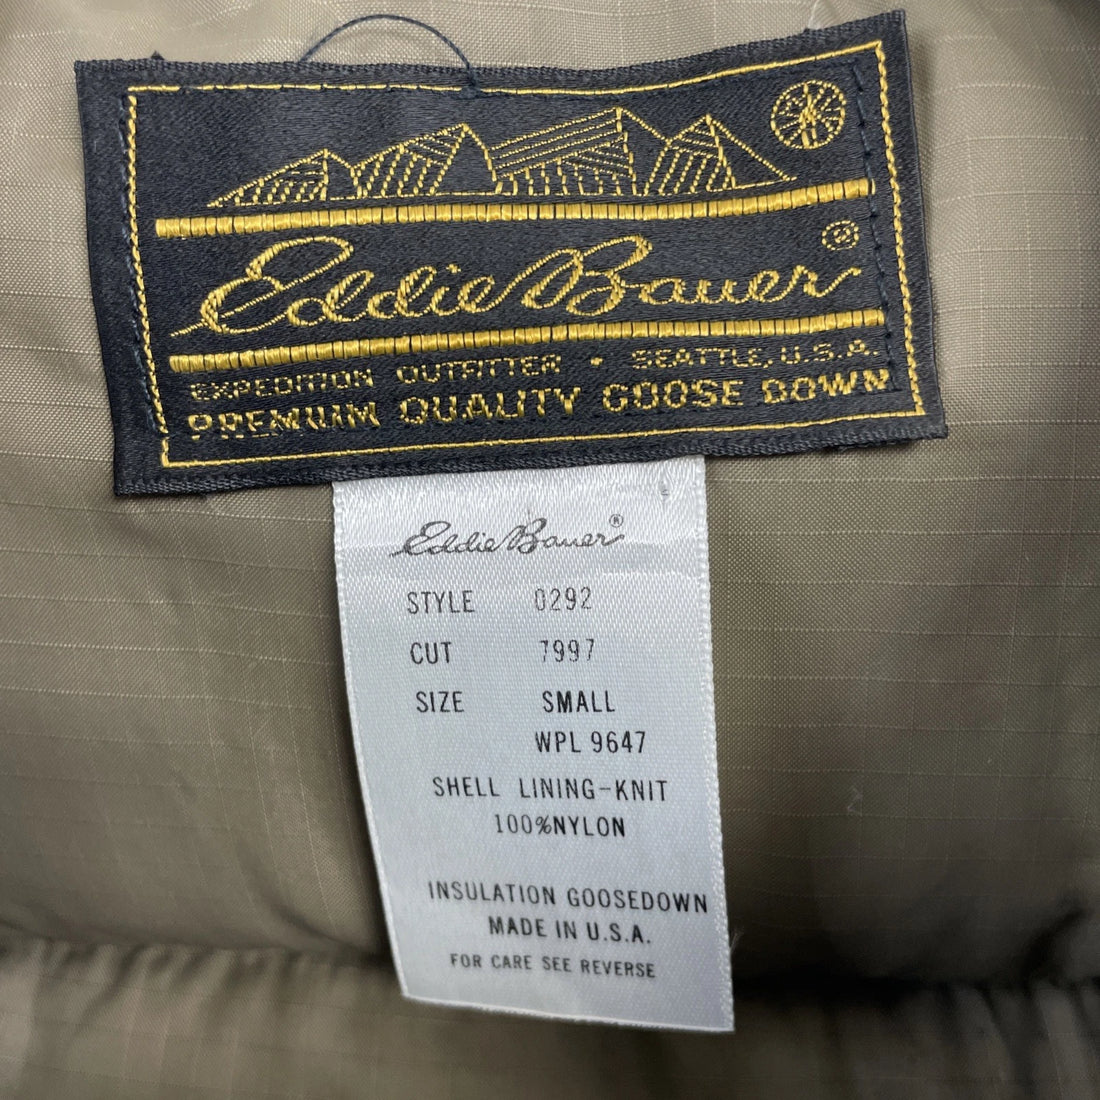 Eddie Bauer ®
EXPEDITION OUTFITTER • SEATTLE, U.S.A.
PREMIUM QUALITY GOOSE DOWN
Eddie Bauer®
STYLE 0292
CUT 7997
SIZE SMALL
WPL 9647
SHELL LINING-KNIT
100%NYLON
INSULATION GOOSEDOWN
MADE IN U.S.A.
FOR CARE SEE REVERSE